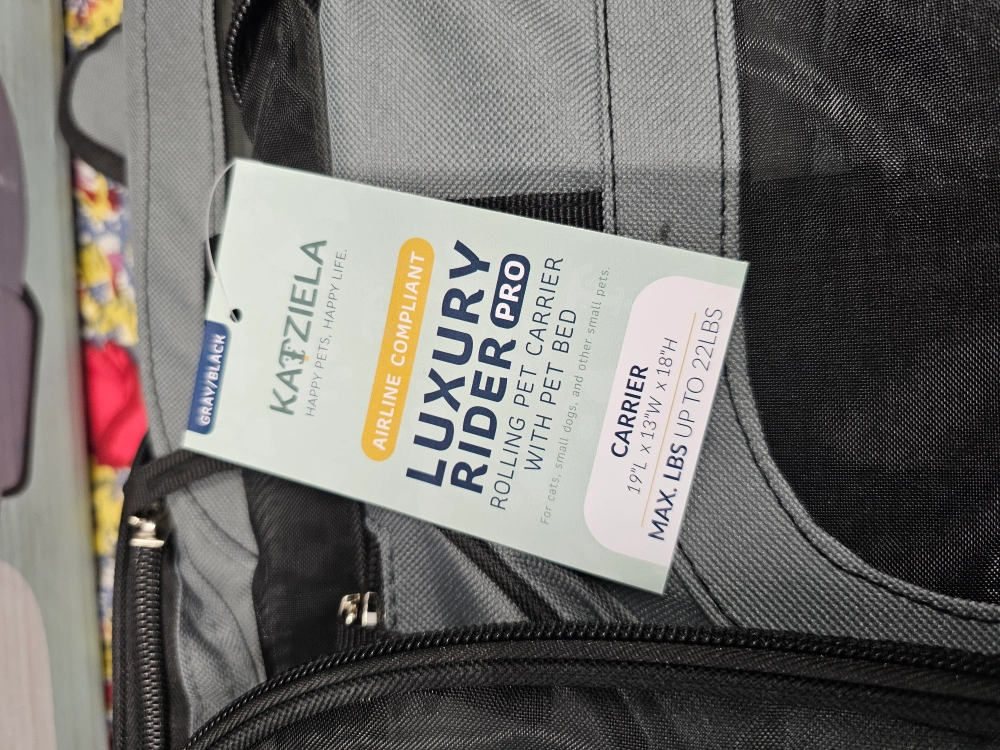 GRAY/BLACK
KATZIELA
HAPPY PETS, HAPPY LIFE.
AIRLINE COMPLIANT
LUXURY
RIDER PRO
ROLLING PET CARRIER
WITH PET BED
For cats, small dogs, and other small pets.
CARRIER
19"L x 13"W x 18"H
MAX. LBS UP TO 22LBS